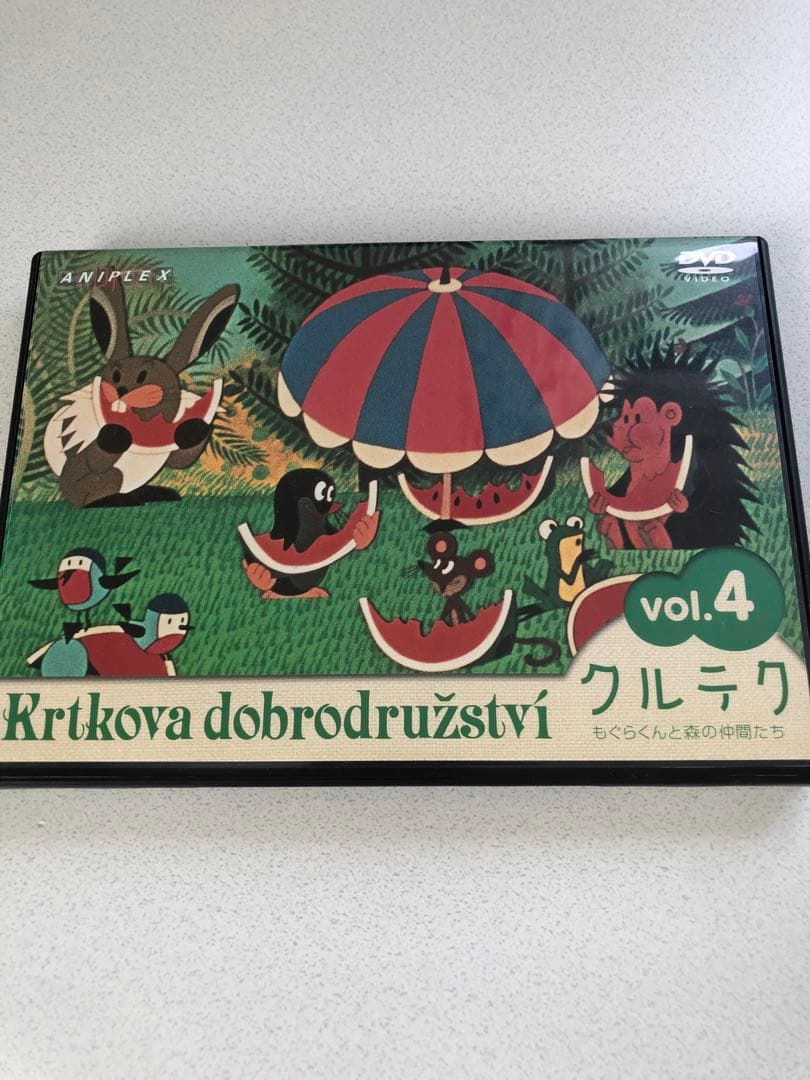 ANIPLEX
DVD
VIDEO
vol.4
Krtkova dobrodružství
クルテク
もぐらくんと森の仲間たち